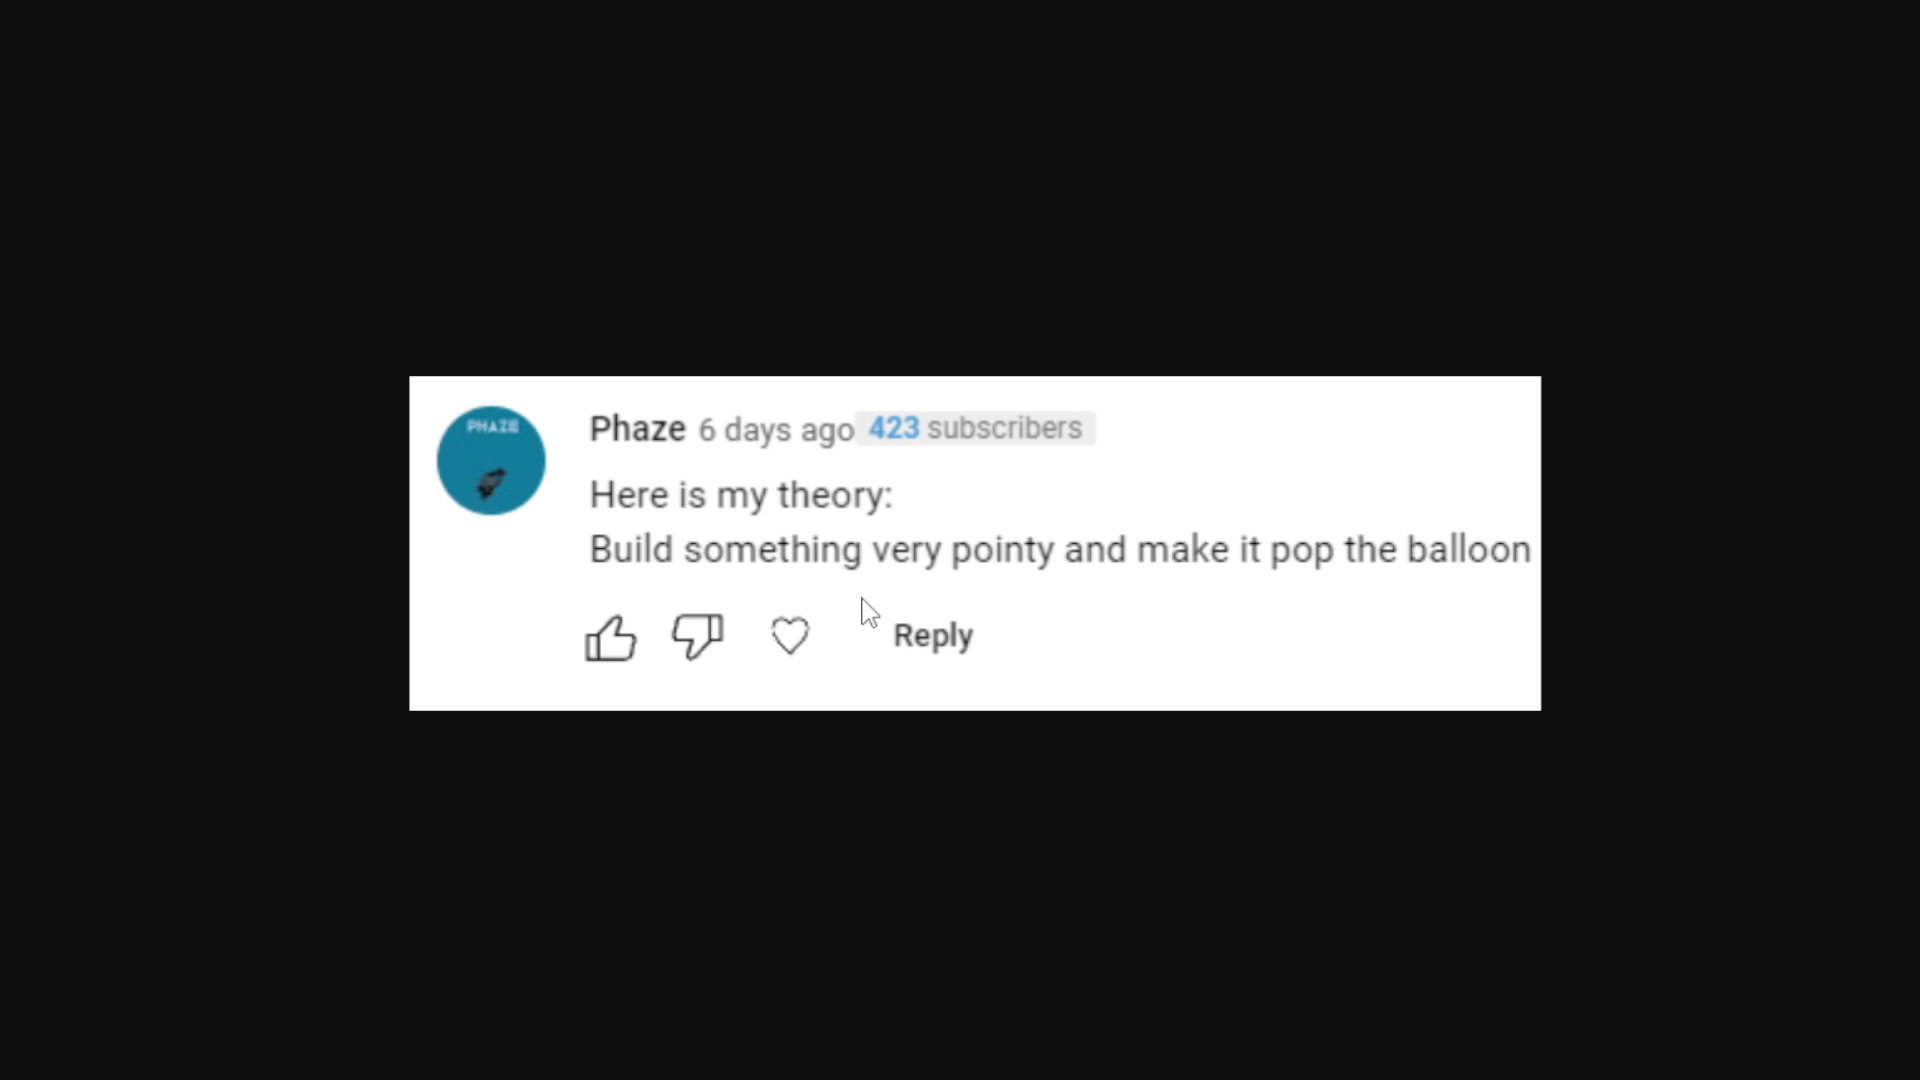 PHAZE
Phaze 6 days ago 423 subscribers
Here is my theory:
Build something very pointy and make it pop the balloon
Reply